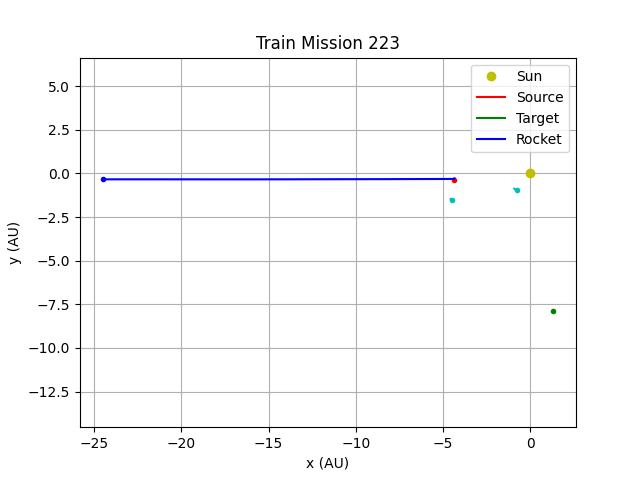 Train Mission 223
Sun
Source
Target
Rocket
5.0
2.5
0.0
−2.5
−5.0
−7.5
−10.0
−12.5
y (AU)
−25
−20
−15
−10
−5
0
x (AU)